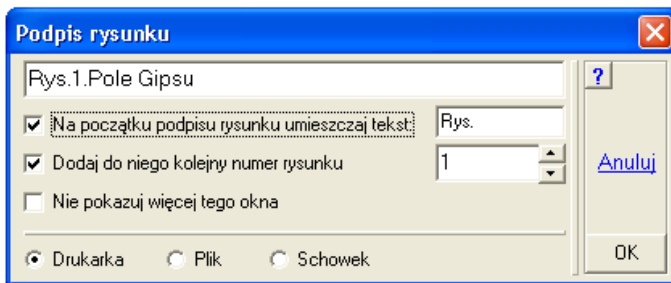 Podpis rysunku
Rys.1.Pole Gipsu
?
Na początku podpisu rysunku umieszczaj tekst:
Rys.
Dodaj do niego kolejny numer rysunku
1
Anuluj
Nie pokazuj więcej tego okna
Drukarka
Plik
Schowek
OK